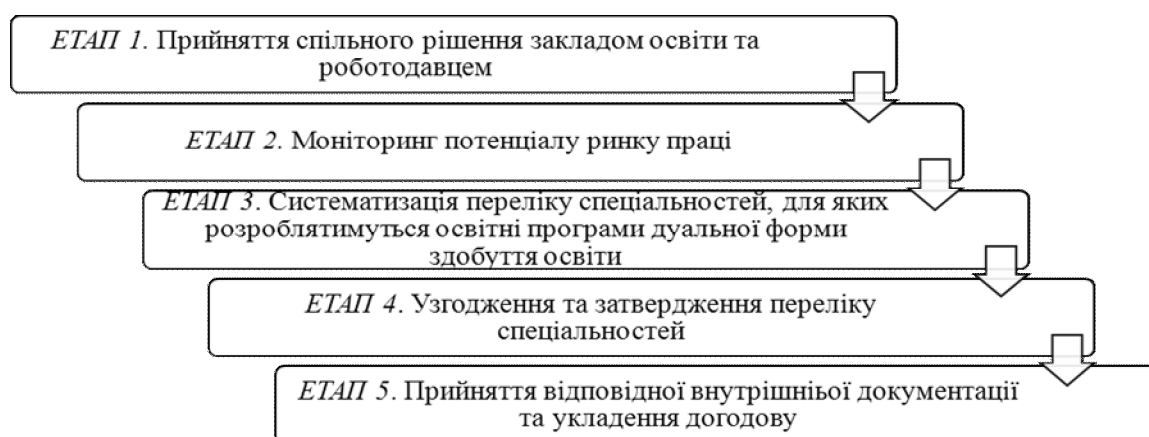 ЕТАП 1. Прийняття спільного рішення закладом освіти та
роботодавцем
ЕТАП 2. Моніторинг потенціалу ринку праці
ЕТАП 3. Систематизація переліку спеціальностей, для яких
розроблятимуться освітні програми дуальної форми
здобуття освіти
ЕТАП 4. Узгодження та затвердження переліку
спеціальностей
ЕТАП 5. Прийняття відповідної внутрішніьої документації
та укладення догодову